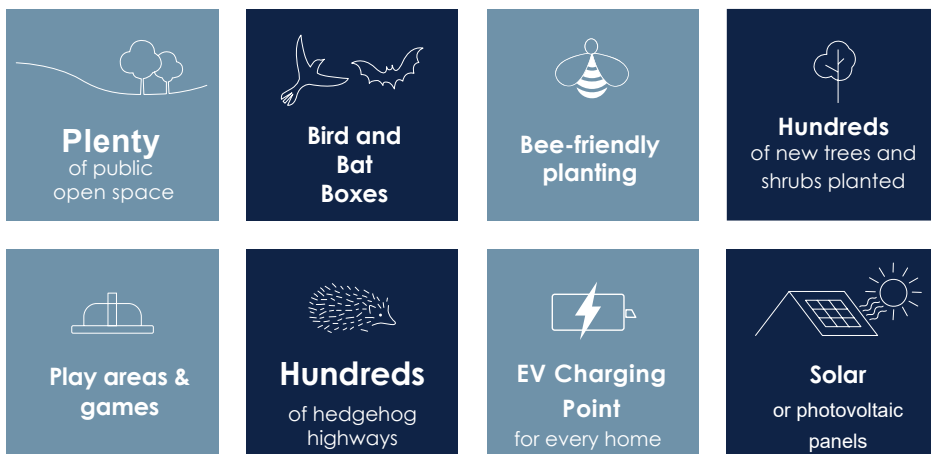 Plenty
of public
open space
Bird and
Bat
Boxes
Bee-friendly
planting
Hundreds
of new trees and
shrubs planted
Play areas &
games
Hundreds
of hedgehog
highways
EV Charging
Point
for every home
Solar
or photovoltaic
panels